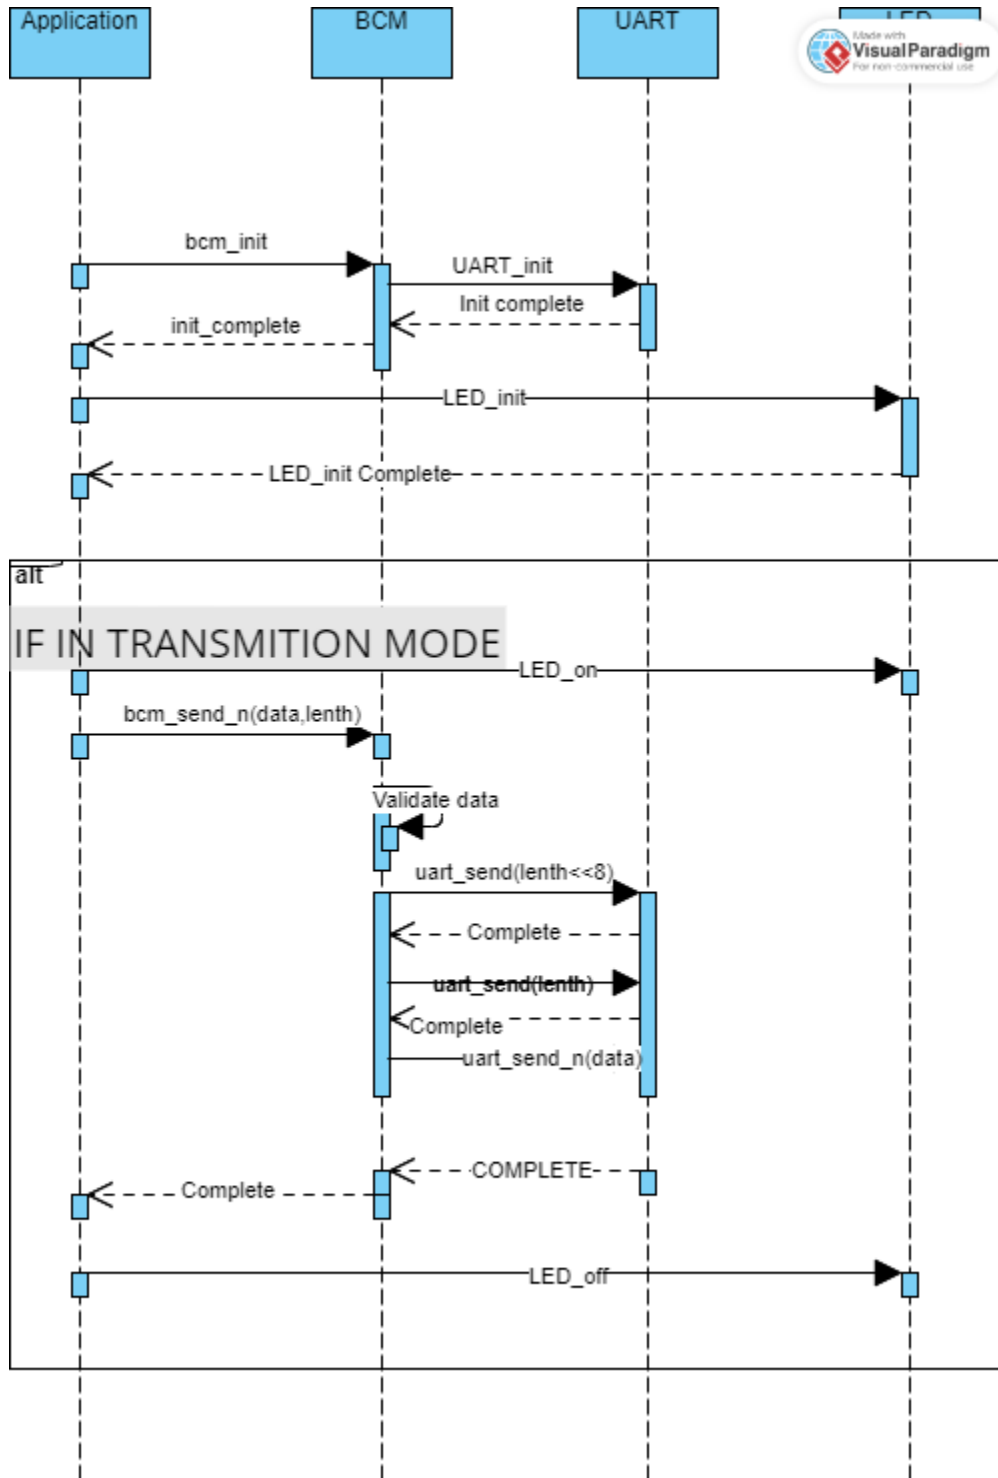 Application
BCM
UART
LED
Made with
VisualParadigm
For non-commercial use
bcm_init
UART_init
Init complete
init_complete
LED_init
LED_init Complete
alt
IF IN TRANSMITION MODE
LED_on
bcm_send_n(data,lenth)
Validate data
uart_send(lenth<<8)
Complete
uart_send(lenth)
Complete
uart_send_n(data)
COMPLETE
Complete
LED_off